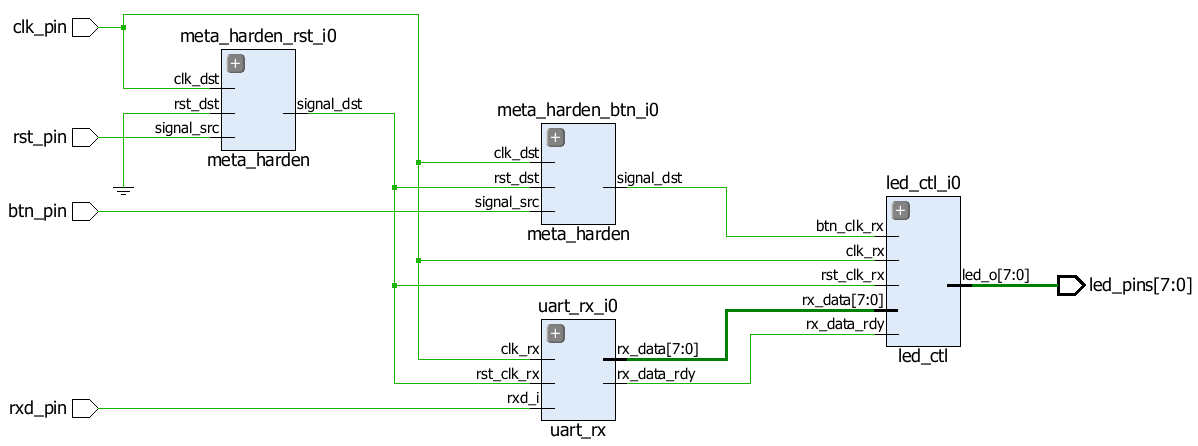 clk_pin
meta_harden_rst_i0
clk_dst
rst_dst
signal_dst
signal_src
rst_pin
meta_harden
meta_harden_btn_i0
clk_dst
rst_dst
signal_dst
signal_src
btn_pin
meta_harden
led_ctl_i0
btn_clk_rx
clk_rx
rst_clk_rx
led_o[7:0]
led_pins[7:0]
rx_data[7:0]
rx_data_rdy
led_ctl
uart_rx_i0
clk_rx
rx_data[7:0]
rst_clk_rx
rx_data_rdy
rxd_i
rxd_pin
uart_rx